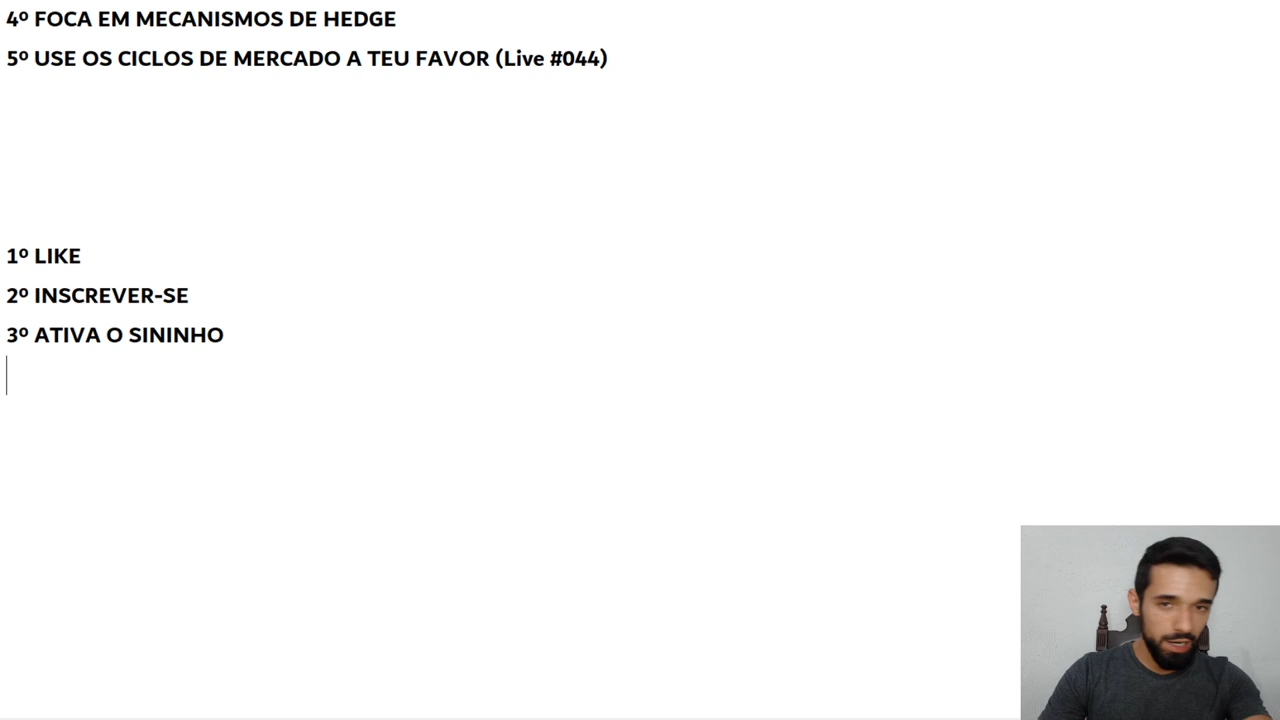 4º FOCA EM MECANISMOS DE HEDGE
5º USE OS CICLOS DE MERCADO A TEU FAVOR (Live #044)
1º LIKE
2º INSCREVER-SE
3º ATIVA O SININHO